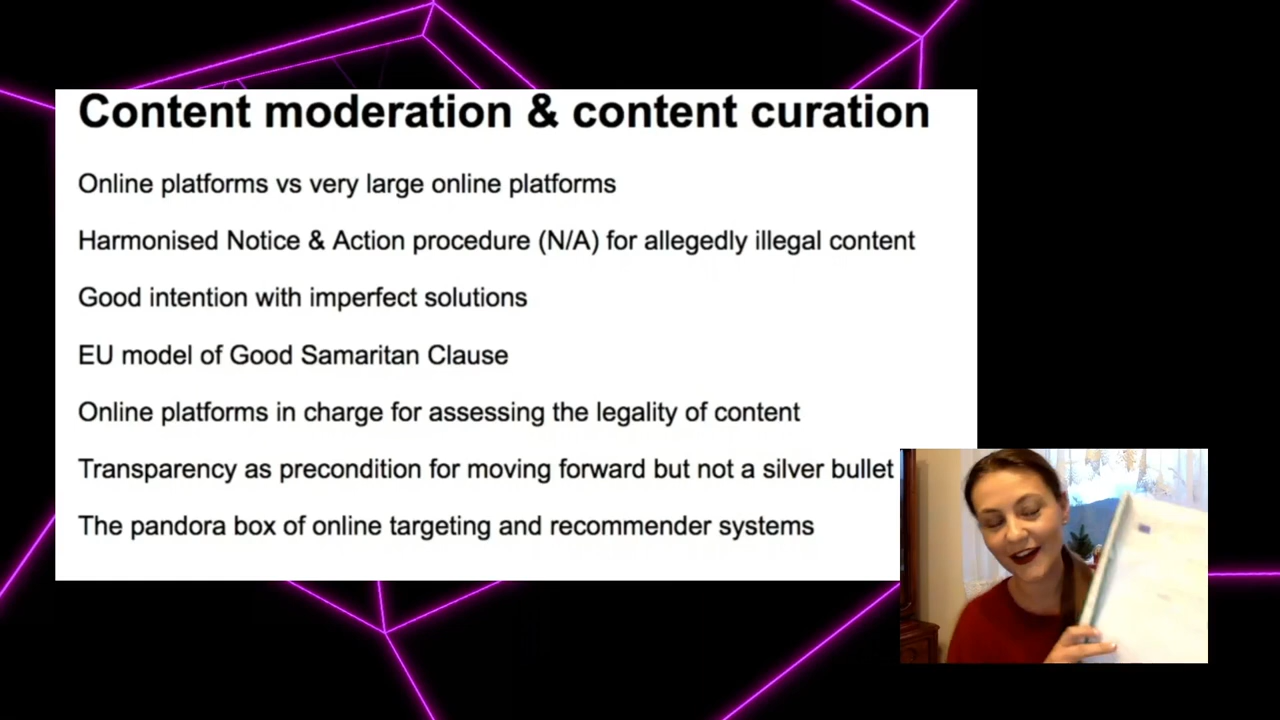 Content moderation & content curation
Online platforms vs very large online platforms
Harmonised Notice & Action procedure (N/A) for allegedly illegal content
Good intention with imperfect solutions
EU model of Good Samaritan Clause
Online platforms in charge for assessing the legality of content
Transparency as precondition for moving forward but not a silver bullet
The pandora box of online targeting and recommender systems